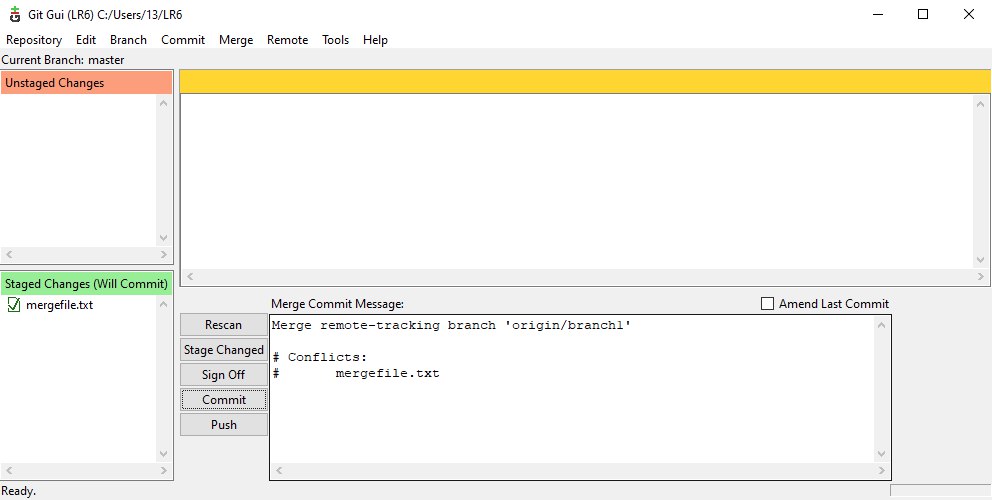 Git Gui (LR6) C:/Users/13/LR6
Repository Edit Branch Commit Merge Remote Tools Help
Current Branch: master
Unstaged Changes
Staged Changes (Will Commit)
mergefile.txt
Merge Commit Message:
Amend Last Commit
Rescan
Stage Changed
Sign Off
Commit
Push
Merge remote-tracking branch 'origin/branch1'
# Conflicts:
#       mergefile.txt
Ready.